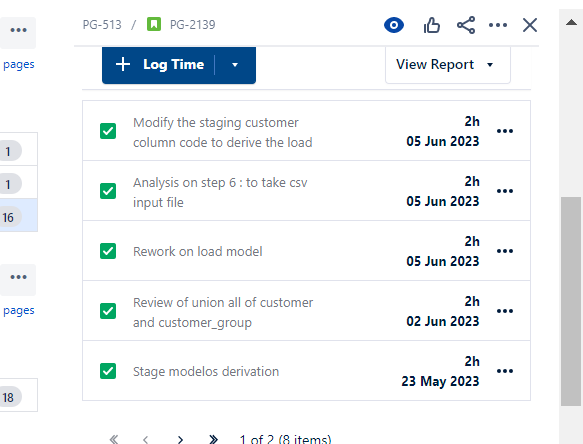 PG-513 / PG-2139
pages
Log Time
View Report
Modify the staging customer
column code to derive the load
2h
05 Jun 2023
1
Analysis on step 6 : to take csv
input file
2h
05 Jun 2023
1
16
Rework on load model
2h
05 Jun 2023
pages
Review of union all of customer
and customer_group
2h
02 Jun 2023
Stage modelos derivation
2h
23 May 2023
18
1 of 2 (8 items)